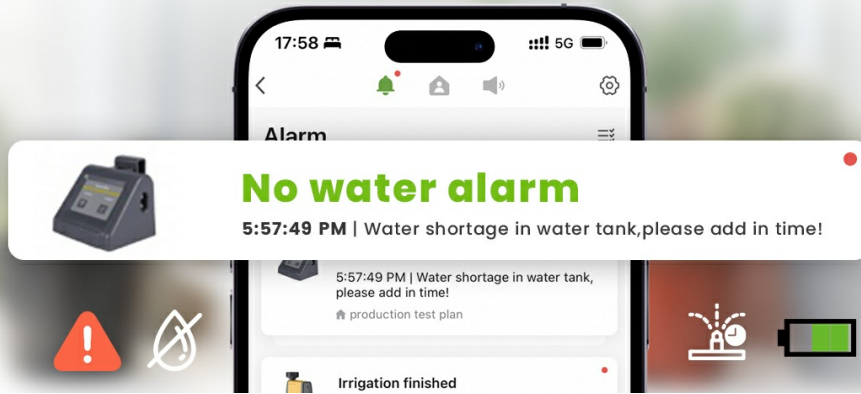 17:58
5G
Alarm
No water alarm
5:57:49 PM | Water shortage in water tank,please add in time!
5:57:49 PM | Water shortage in water tank,
please add in time!
production test plan
Irrigation finished